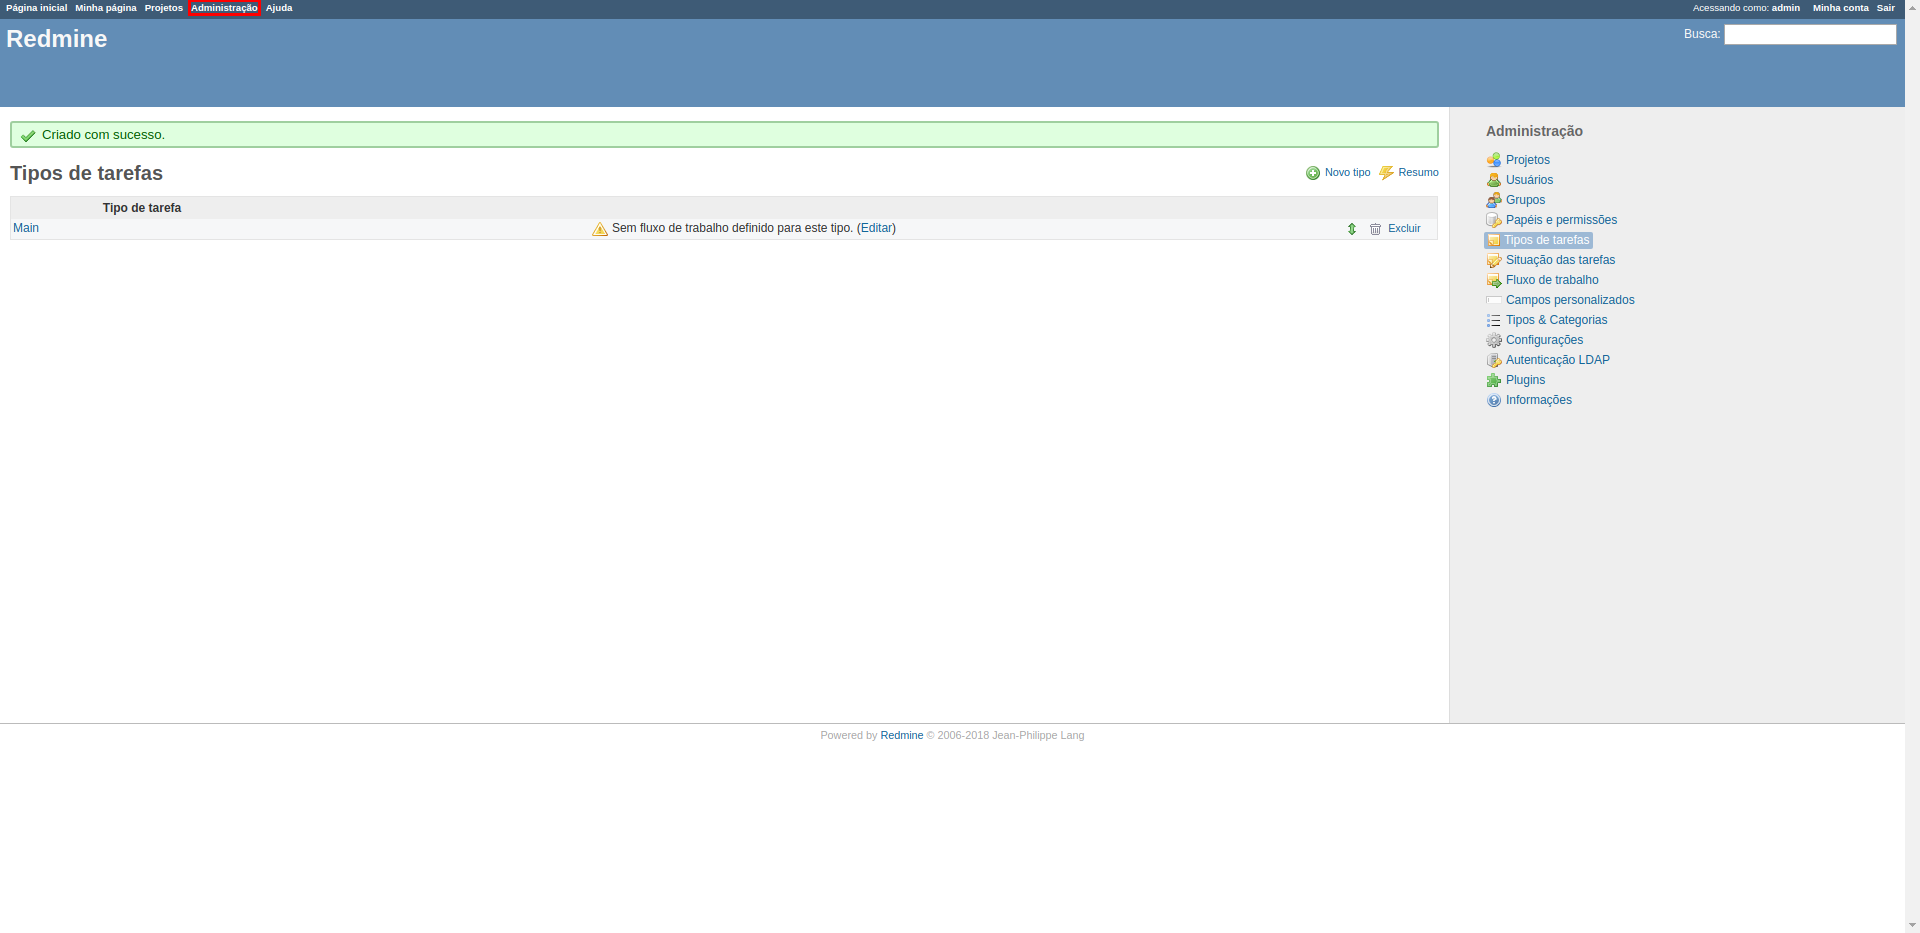 Página inicial Minha página Projetos Administração Ajuda Acessando como: admin Minha conta Sair
Redmine
Busca:
Criado com sucesso.
Tipos de tarefas
Novo tipo Resumo
Tipo de tarefa
Main Sem fluxo de trabalho definido para este tipo. (Editar) Excluir
Administração
Projetos
Usuários
Grupos
Papéis e permissões
Tipos de tarefas
Situação das tarefas
Fluxo de trabalho
Campos personalizados
Tipos & Categorias
Configurações
Autenticação LDAP
Plugins
Informações
Powered by Redmine © 2006-2018 Jean-Philippe Lang